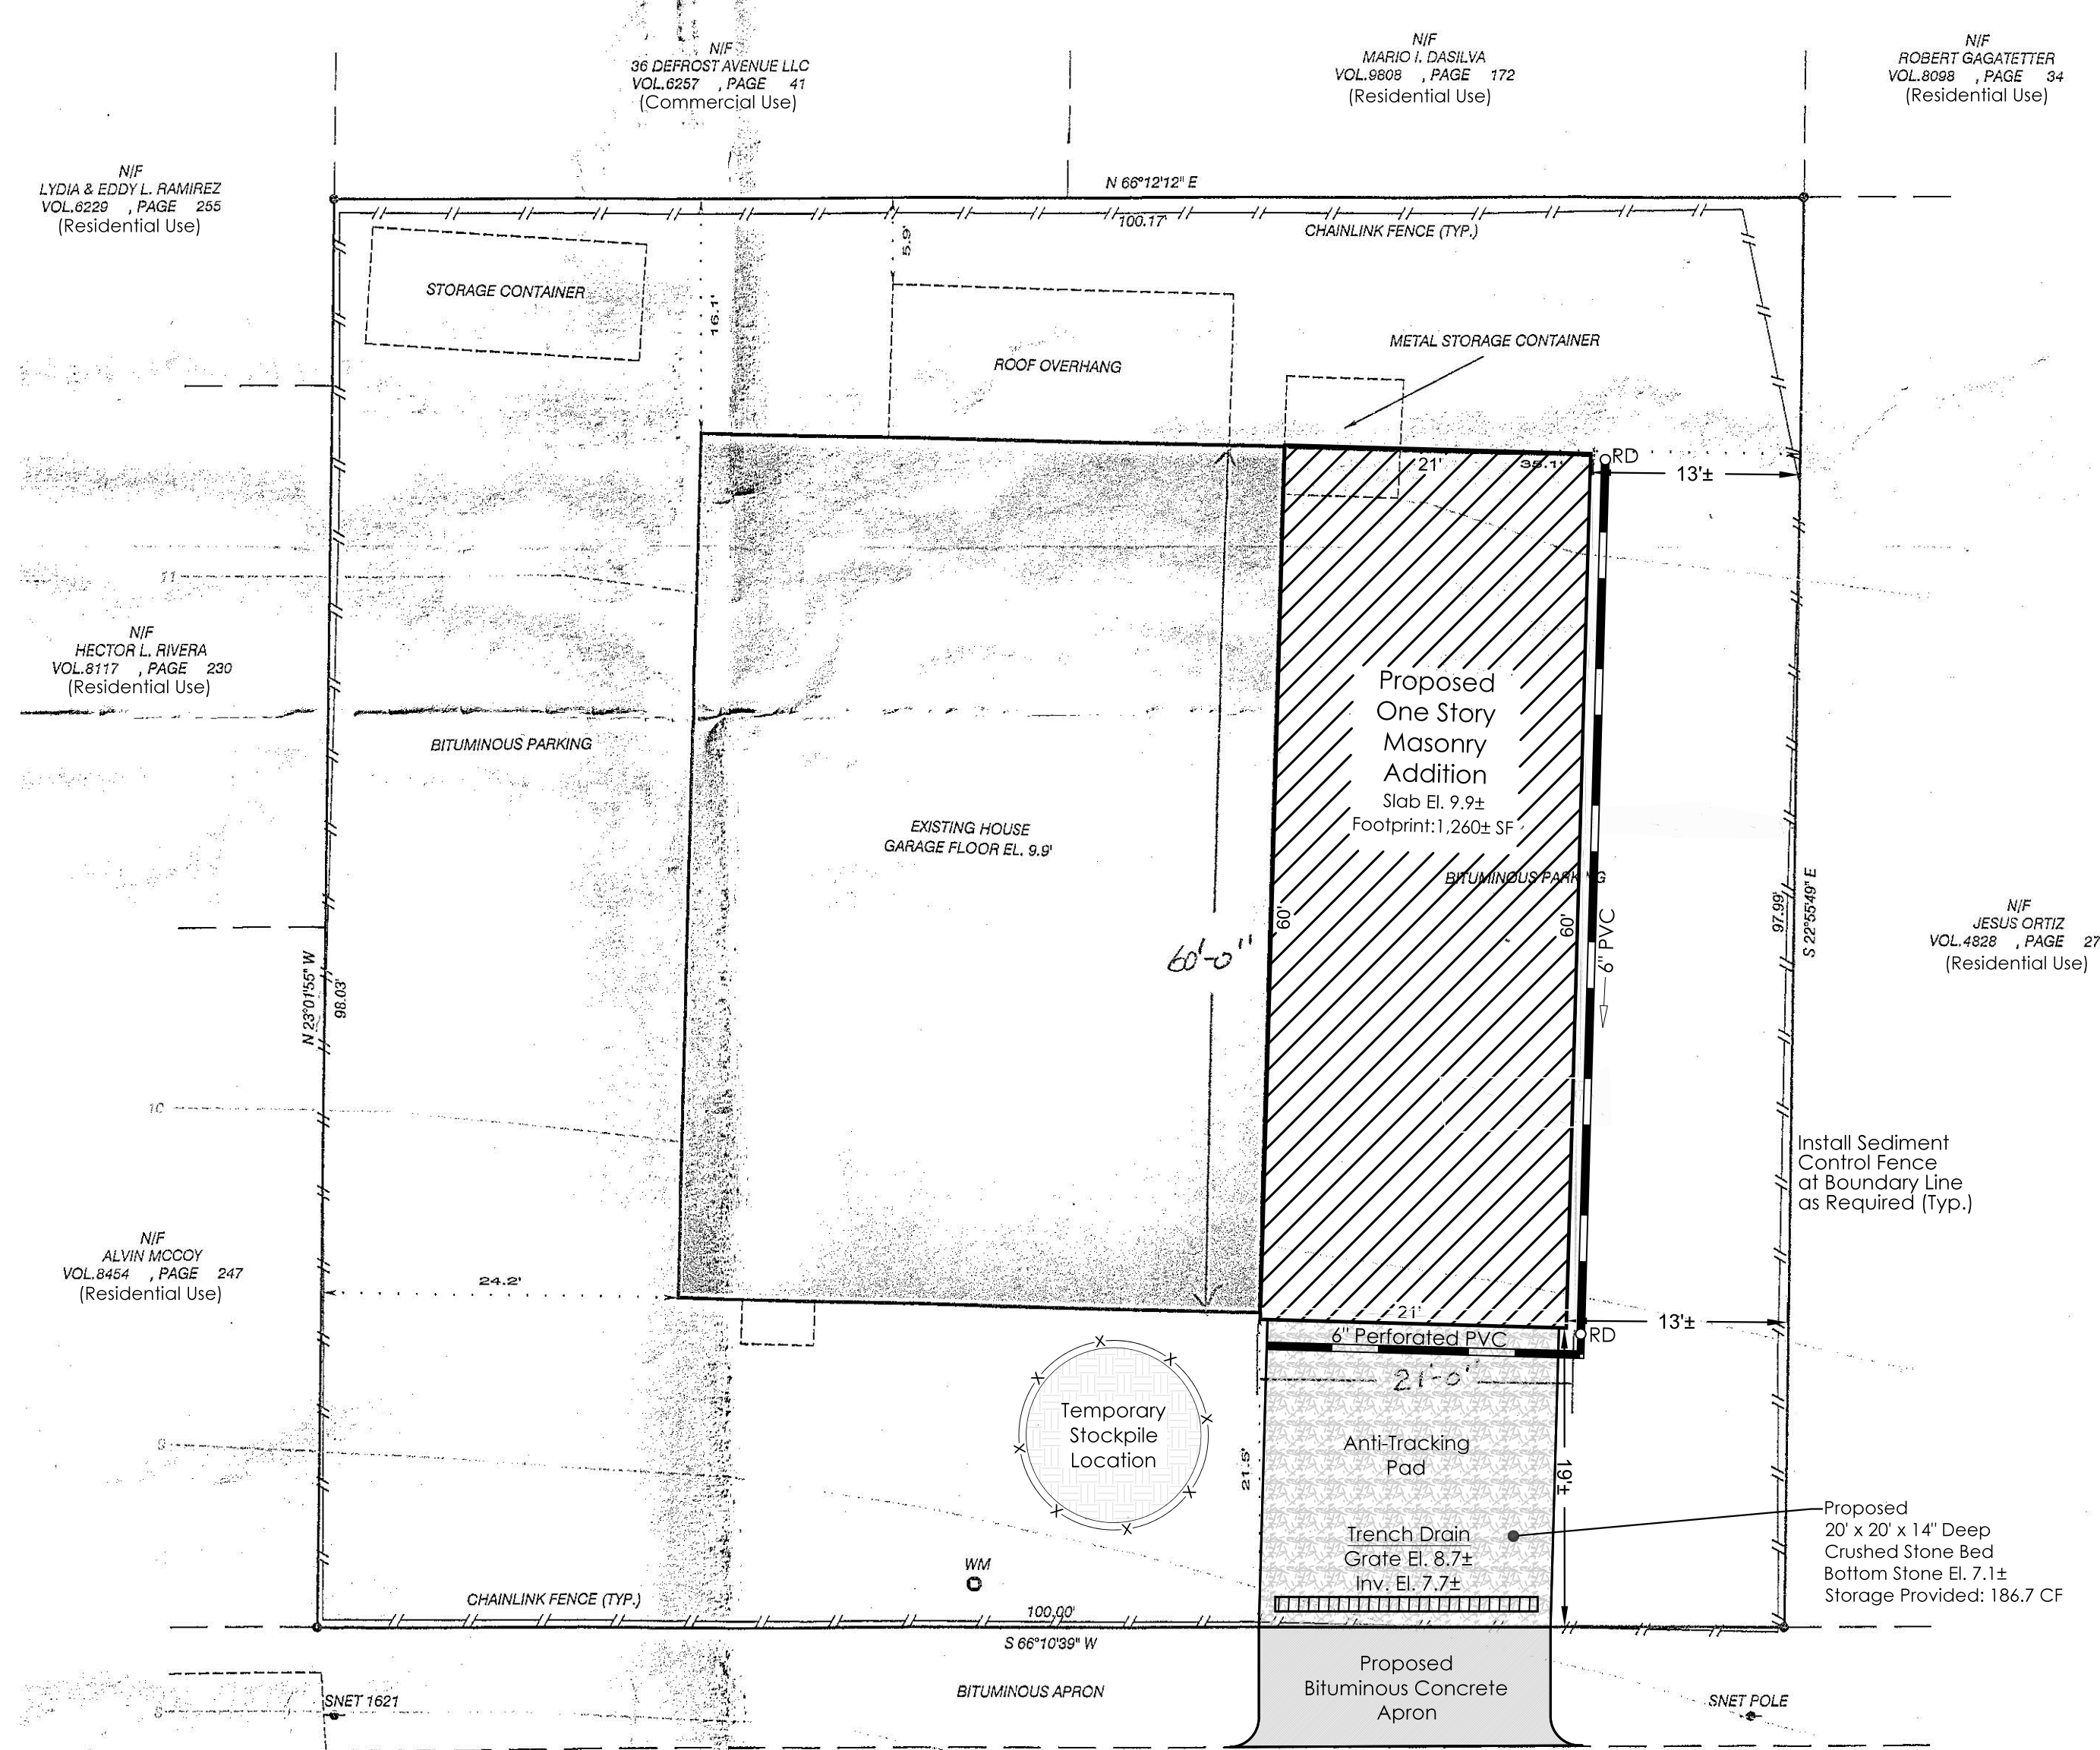 N/F
36 DEFROST AVENUE LLC
VOL.6257 , PAGE 41
(Commercial Use)
N/F
MARIO I. DASILVA
VOL.9808 , PAGE 172
(Residential Use)
N/F
ROBERT GAGATETTER
VOL.8098 , PAGE 34
(Residential Use)
N/F
LYDIA & EDDY L. RAMIREZ
VOL.6229 , PAGE 255
(Residential Use)
N 66°12'12" E
100.17'
CHAINLINK FENCE (TYP.)
5.9'
16.1'
STORAGE CONTAINER
ROOF OVERHANG
METAL STORAGE CONTAINER
21'
35.1'
RD
13'±
11
N/F
HECTOR L. RIVERA
VOL.8117 , PAGE 230
(Residential Use)
BITUMINOUS PARKING
EXISTING HOUSE
GARAGE FLOOR EL. 9.9'
Proposed
One Story
Masonry
Addition
Slab El. 9.9±
Footprint:1,260± SF
BITUMINOUS PARKING
60'-0"
60'
60'
6" PVC
97.99'
S 22°55'49" E
N/F
JESUS ORTIZ
VOL.4828 , PAGE 27
(Residential Use)
N 23°01'55" W
98.03'
10
Install Sediment
Control Fence
at Boundary Line
as Required (Typ.)
N/F
ALVIN MCCOY
VOL.8454 , PAGE 247
(Residential Use)
24.2'
21'
13'±
6" Perforated PVC
RD
21'-0"
Temporary
Stockpile
Location
21.5'
Anti-Tracking
Pad
19'±
9
Trench Drain
Grate El. 8.7±
Inv. El. 7.7±
Proposed
20' x 20' x 14" Deep
Crushed Stone Bed
Bottom Stone El. 7.1±
Storage Provided: 186.7 CF
WM
CHAINLINK FENCE (TYP.)
100.00'
S 66°10'39" W
Proposed
Bituminous Concrete
Apron
BITUMINOUS APRON
SNET 1621
SNET POLE
8